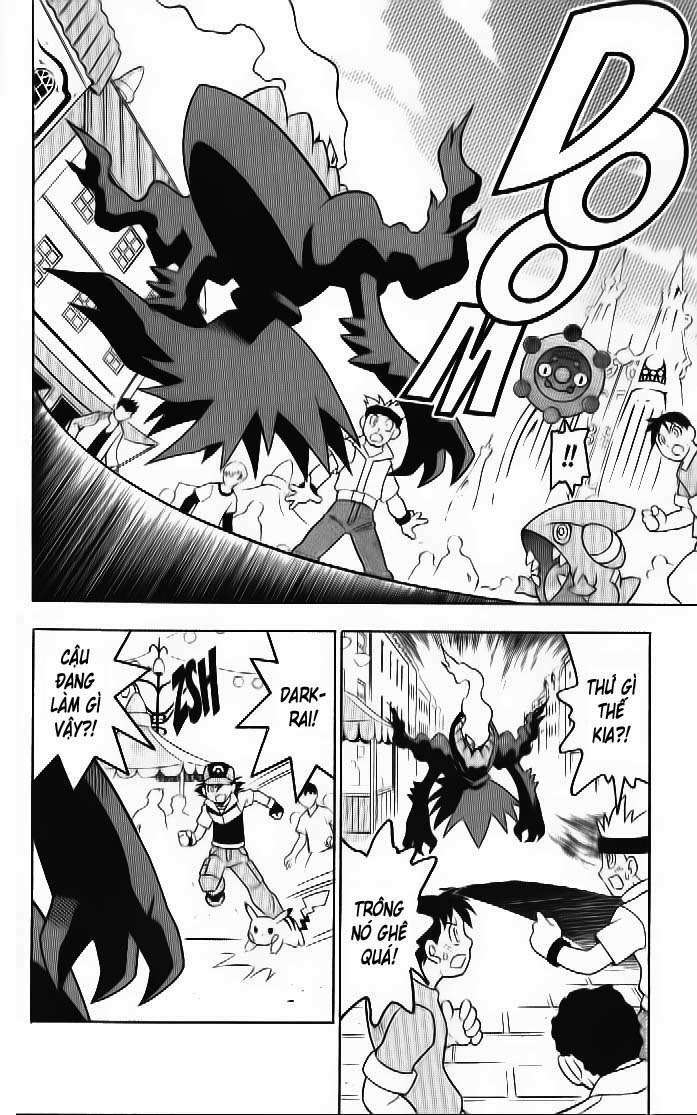 DOOM
!!
THỨ GÌ
THẾ
KIA?!
TRÔNG
NÓ GHÊ
QUÁ!
DARK-
RAI!
ZSH
CẬU
ĐANG
LÀM GÌ
VẬY?!